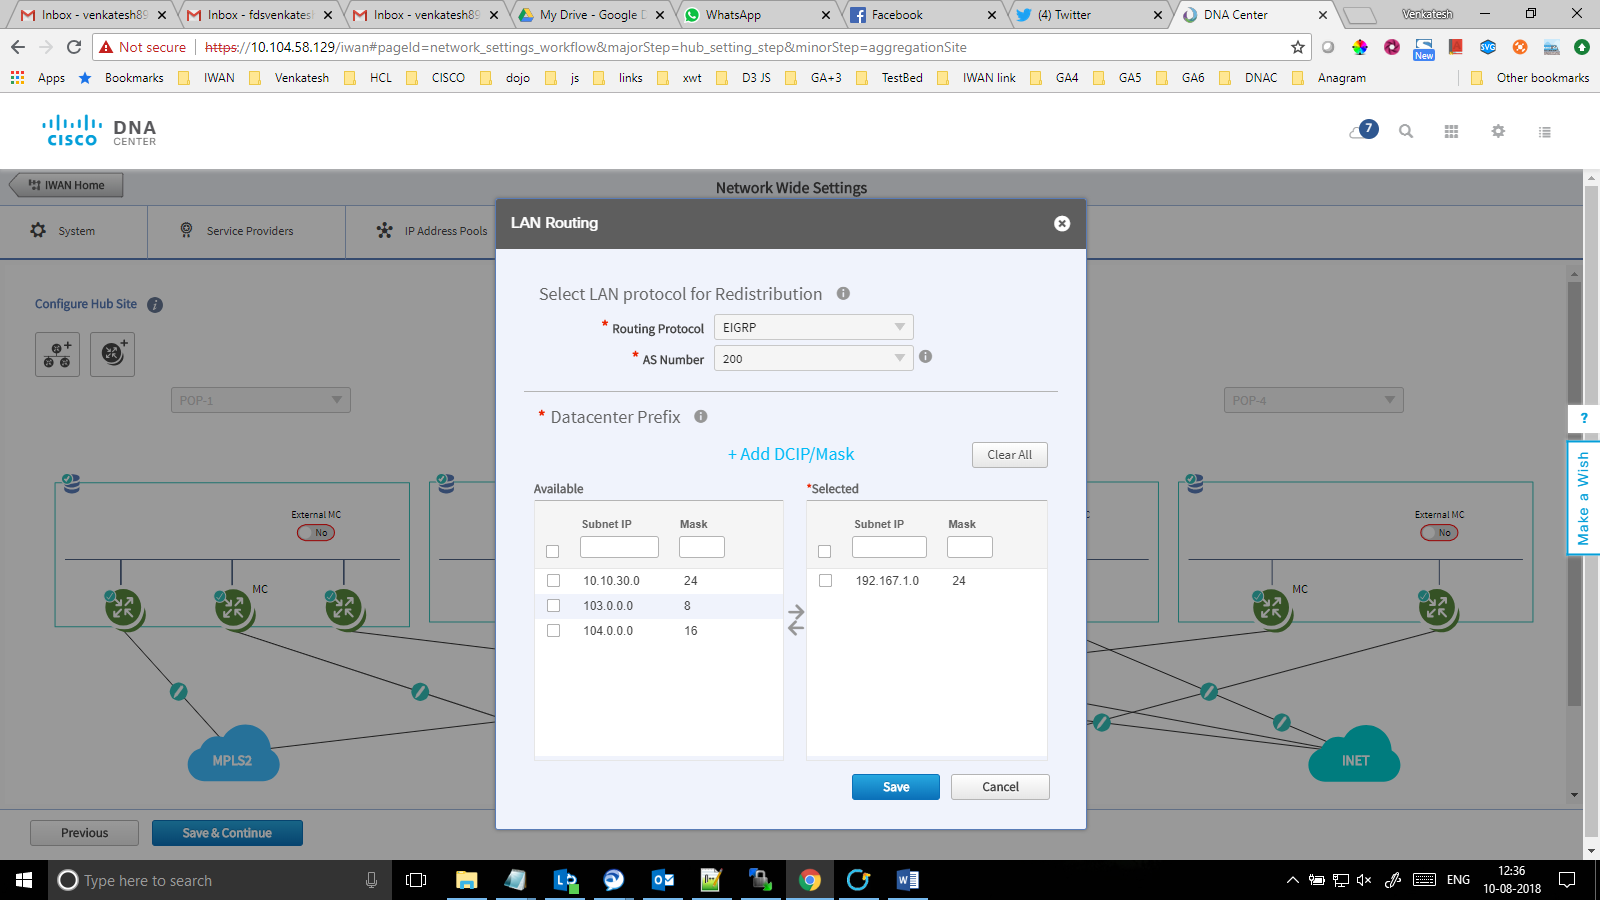 Inbox - venkatesh89
Inbox - fdsvenkatesh
Inbox - venkatesh89
My Drive - Google D
WhatsApp
Facebook
(4) Twitter
DNA Center
Venkatesh
Not secure
https://10.104.58.129/iwan#pageId=network_settings_workflow&majorStep=hub_setting_step&minorStep=aggregationSite
New
Apps
Bookmarks
IWAN
Venkatesh
HCL
CISCO
dojo
js
links
xwt
D3 JS
GA+3
TestBed
IWAN link
GA4
GA5
GA6
DNAC
Anagram
Other bookmarks
CISCO
DNA
CENTER
7
IWAN Home
Network Wide Settings
System
Service Providers
IP Address Pools
LAN Routing
Configure Hub Site
Select LAN protocol for Redistribution
* Routing Protocol
EIGRP
* AS Number
200
POP-1
POP-4
* Datacenter Prefix
+ Add DCIP/Mask
Clear All
?
Make a Wish
Available
*Selected
Subnet IP
Mask
Subnet IP
Mask
10.10.30.0
24
192.167.1.0
24
103.0.0.0
8
104.0.0.0
16
External MC
No
MC
External MC
No
MC
MPLS2
INET
Save
Cancel
Previous
Save & Continue
Type here to search
ENG
12:36
10-08-2018